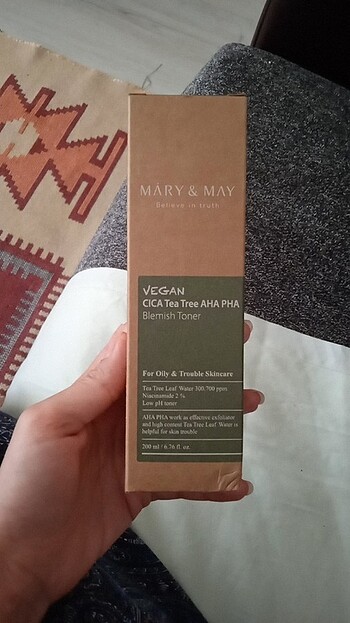 MARY & MAY
Believe in truth
VEGAN
CICA Tea Tree AHA PHA
Blemish Toner
For Oily & Trouble Skincare
Tea Tree Leaf Water 300,700 ppm
Niacinamide 2 %
Low pH toner
AHA PHA work as effective exfoliator
and high content Tea Tree Leaf Water is
helpful for skin trouble
200 ml / 6.76 fl. oz.